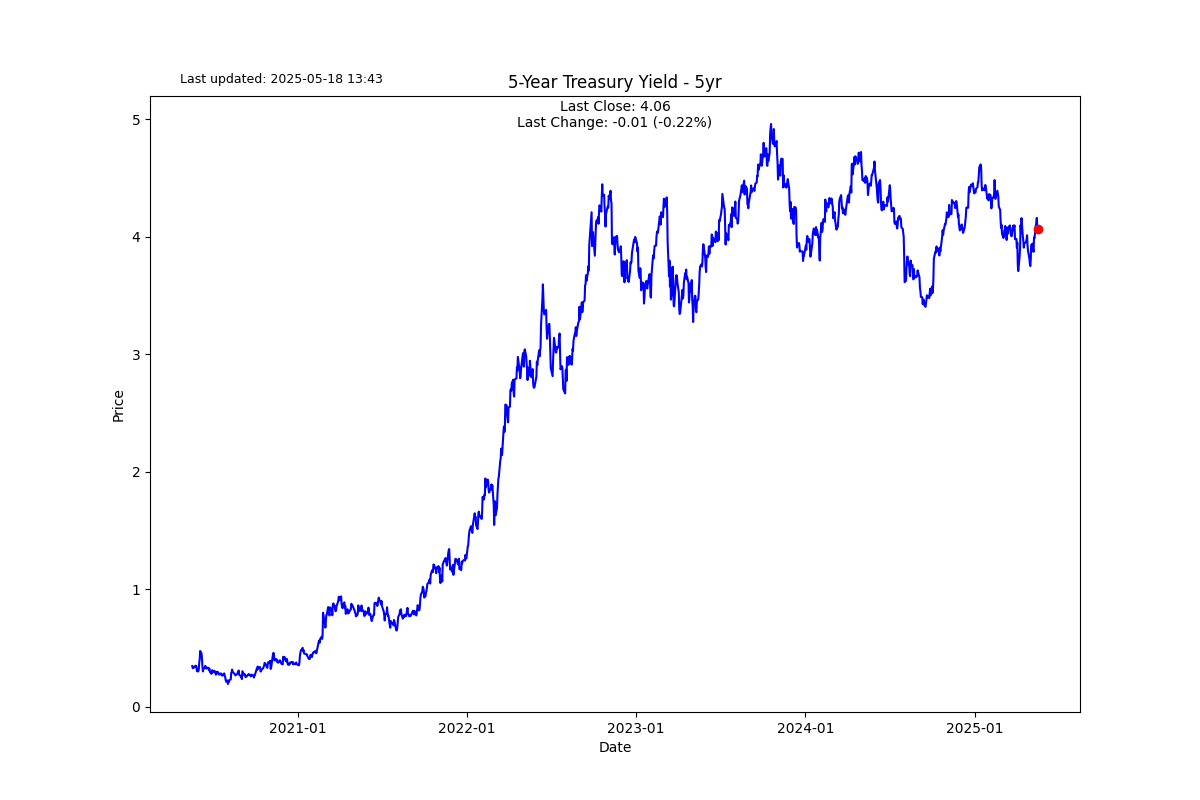 Last updated: 2025-05-18 13:43
5-Year Treasury Yield - 5yr
Last Close: 4.06
Last Change: -0.01 (-0.22%)
5
4
3
2
1
0
Price
2021-01
2022-01
2023-01
2024-01
2025-01
Date